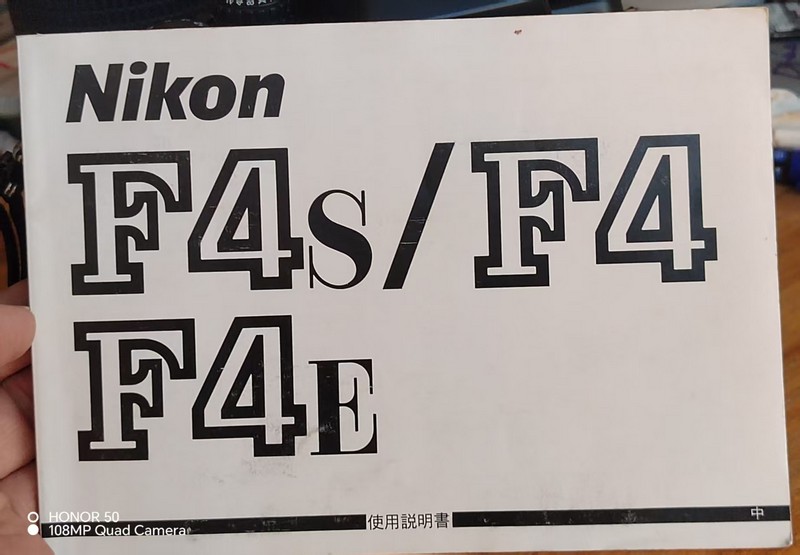 Nikon
F4s/F4
F4E
使用説明書
中
HONOR 50
108MP Quad Camera